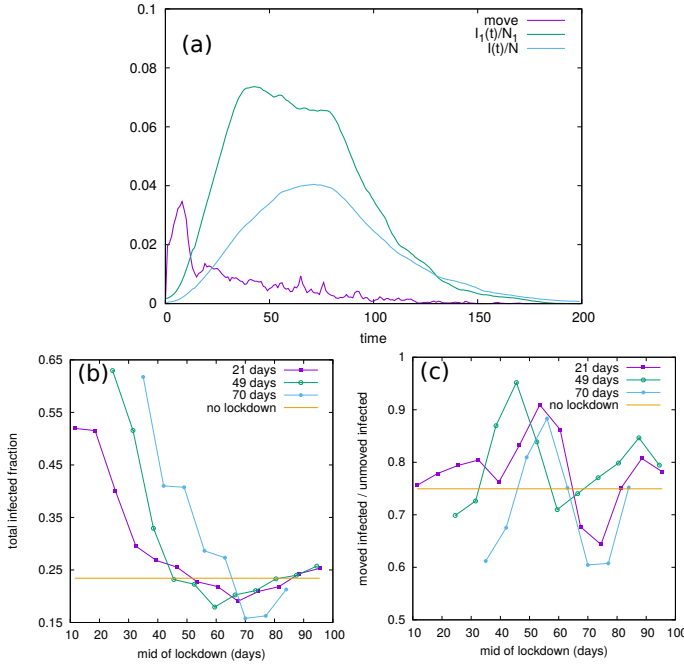 0.1
0.08
0.06
0.04
0.02
0
(a)
move
I₁(t)/N₁
I(t)/N
0 50 100 150 200
time
0.65
0.55
0.45
0.35
0.25
0.15
total infected fraction
(b)
21 days
49 days
70 days
no lockdown
10 20 30 40 50 60 70 80 90 100
mid of lockdown (days)
1
0.9
0.8
0.7
0.6
0.5
moved infected / unmoved infected
(c)
21 days
49 days
70 days
no lockdown
10 20 30 40 50 60 70 80 90 100
mid of lockdown (days)